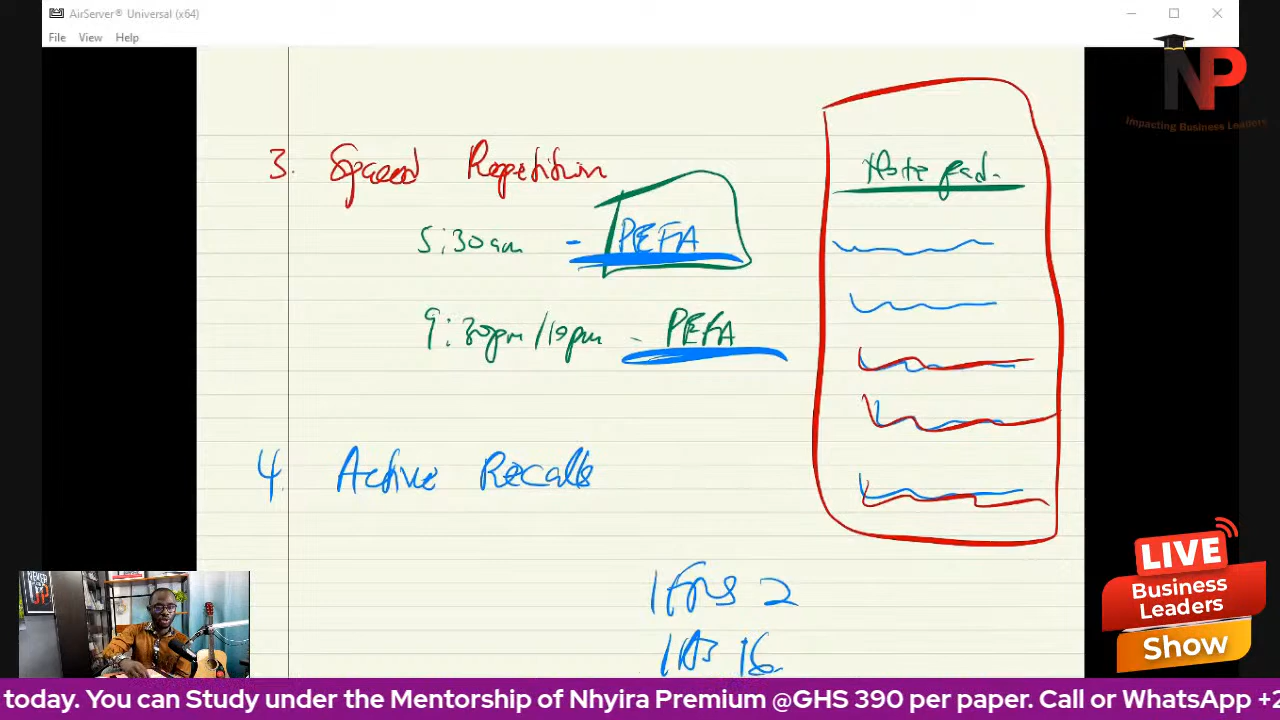 AirServer® Universal (x64)
File View Help
NP
Impacting Business Leaders
3. Spaced Repetition
Note pad.
5:30am - PEFA
9:30pm/10pm - PEFA
4. Active Recalls
IFRS 2
IAS 16
LIVE
Business
Leaders
Show
today. You can Study under the Mentorship of Nhyira Premium @GHS 390 per paper. Call or WhatsApp +2